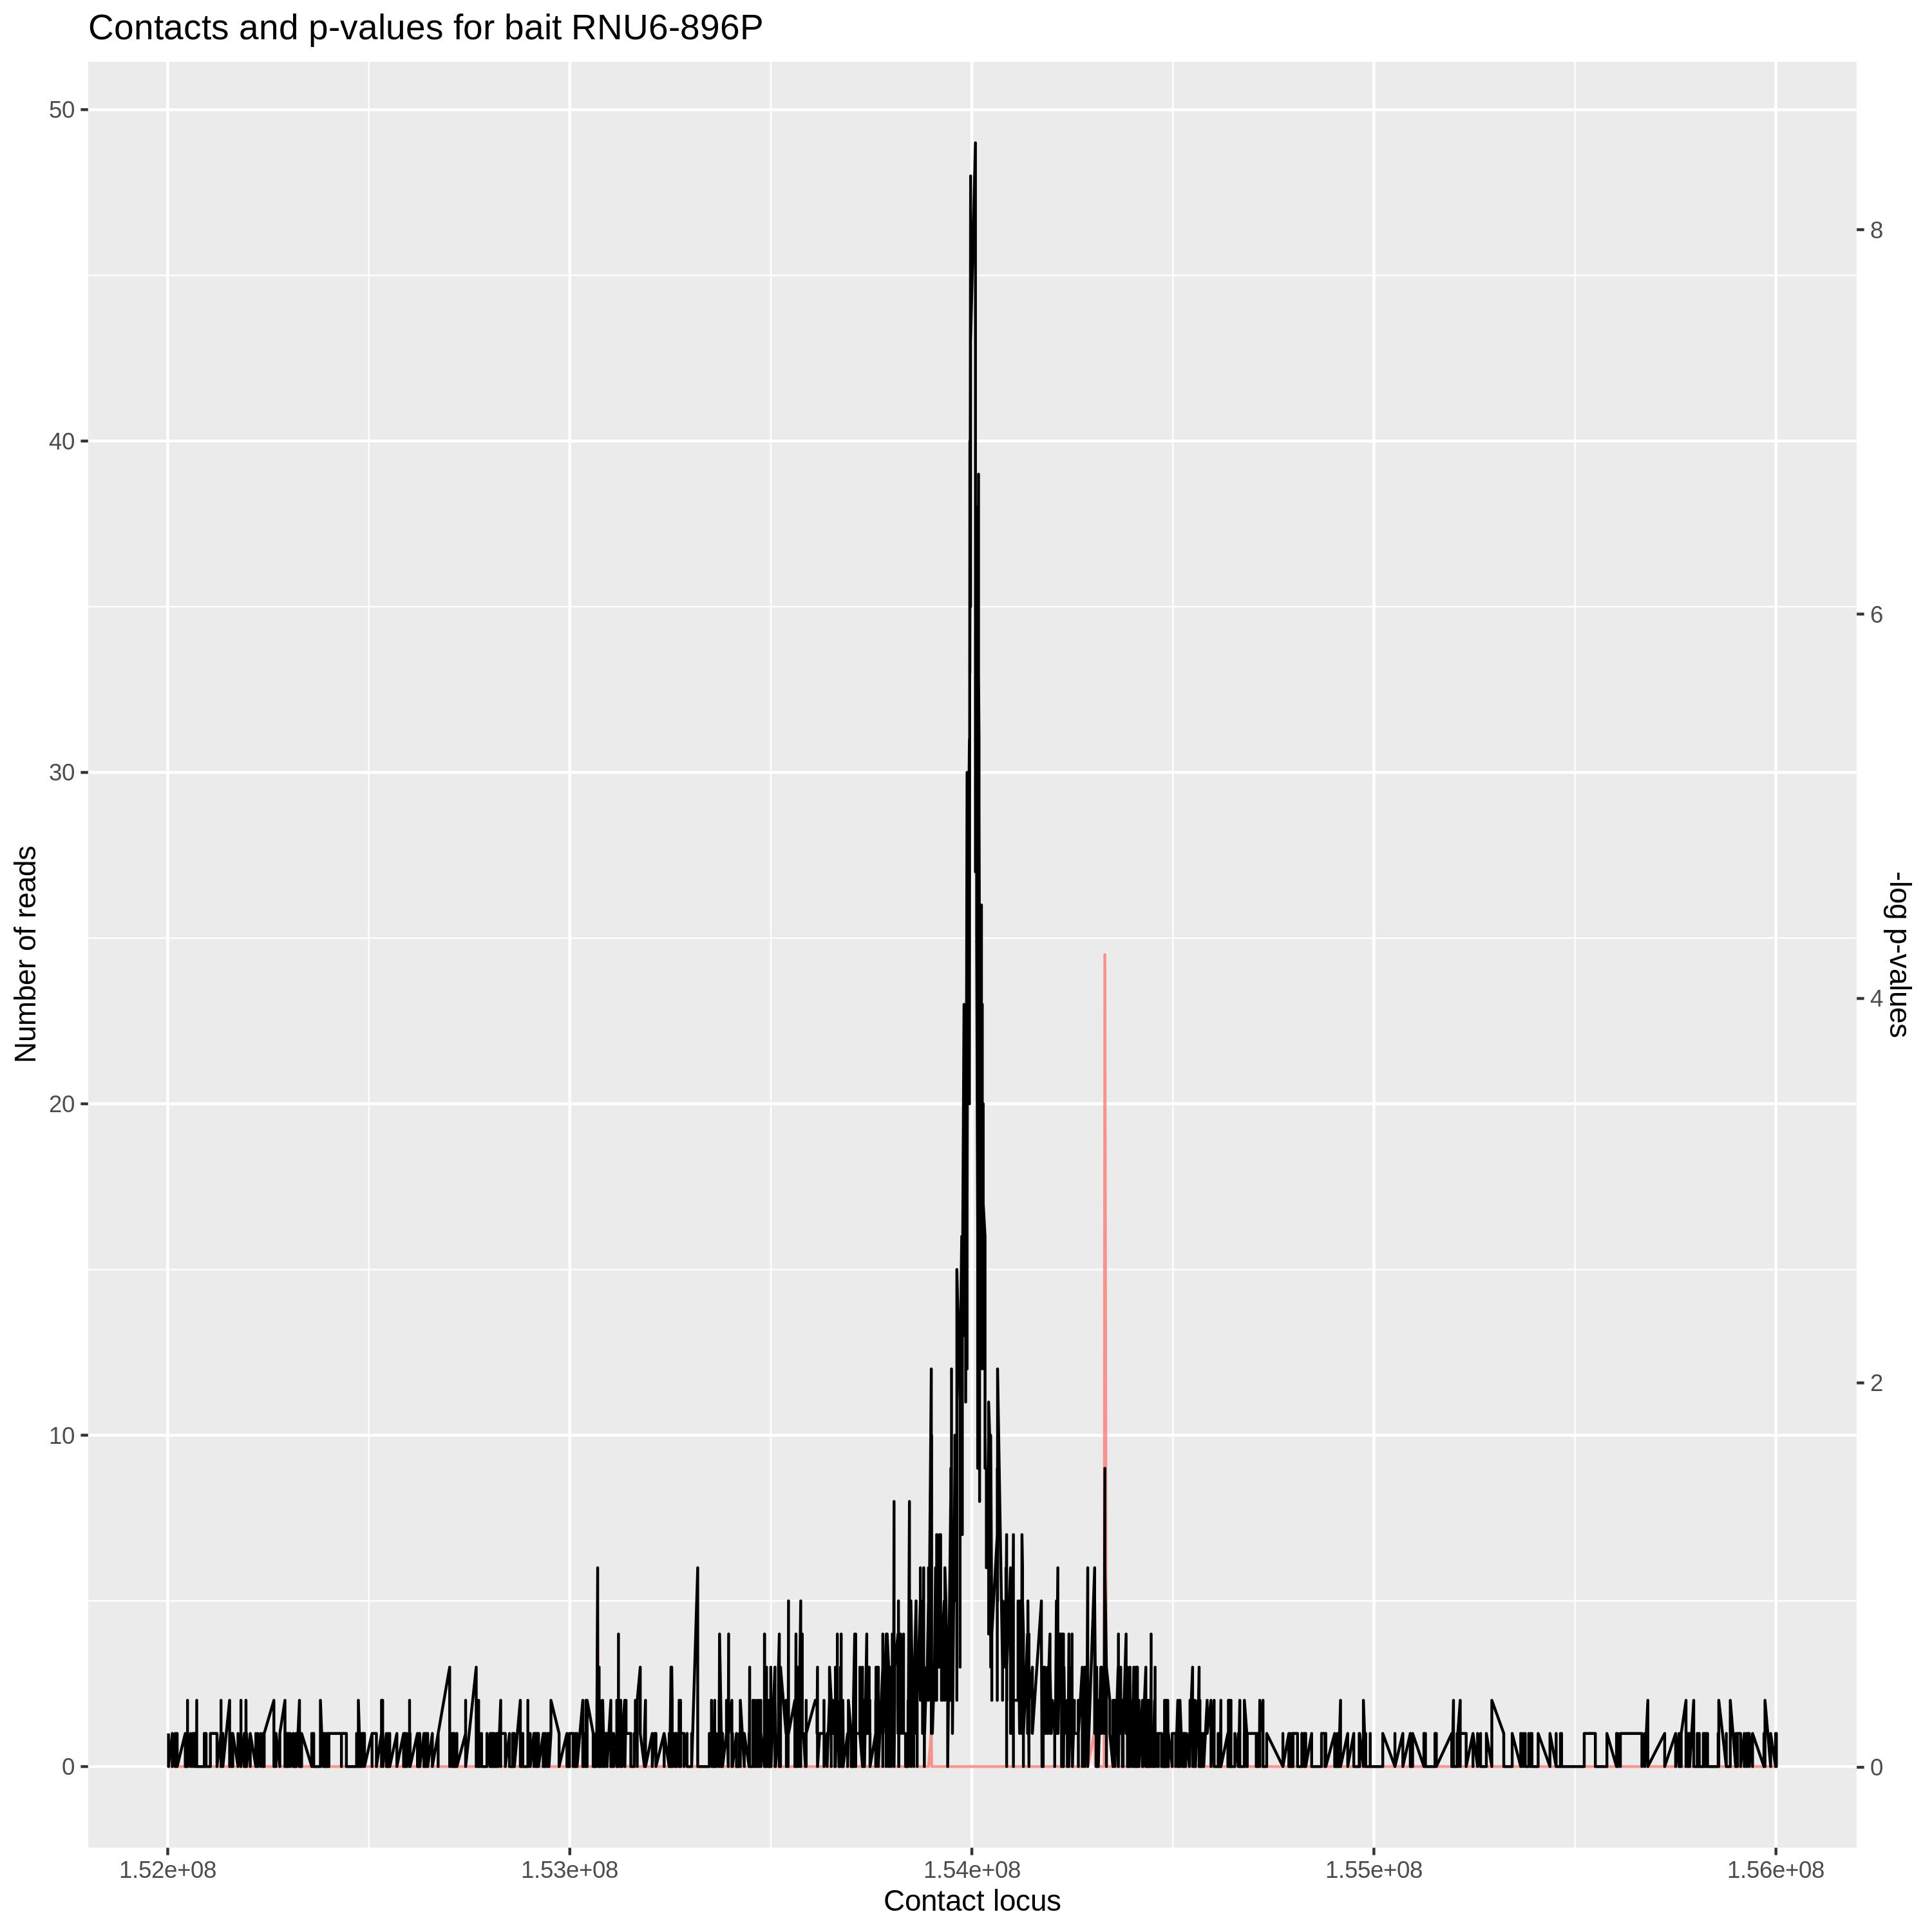 Contacts and p-values for bait RNU6-896P
50
40
30
20
10
0
Number of reads
8
6
4
2
0
-log p-values
1.52e+08 1.53e+08 1.54e+08 1.55e+08 1.56e+08
Contact locus